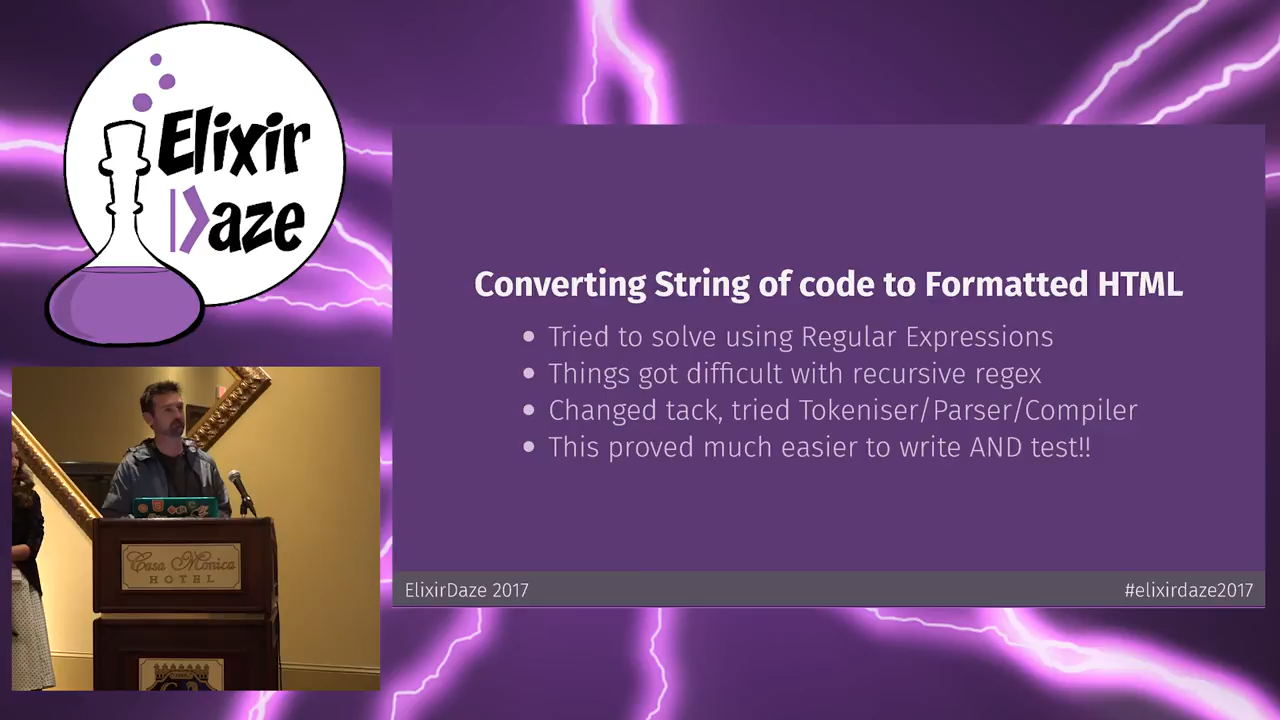 Elixir
Daze
Converting String of code to Formatted HTML
• Tried to solve using Regular Expressions
• Things got difficult with recursive regex
• Changed tack, tried Tokeniser/Parser/Compiler
• This proved much easier to write AND test!!
Casa Monica
HOTEL
ElixirDaze 2017
#elixirdaze2017